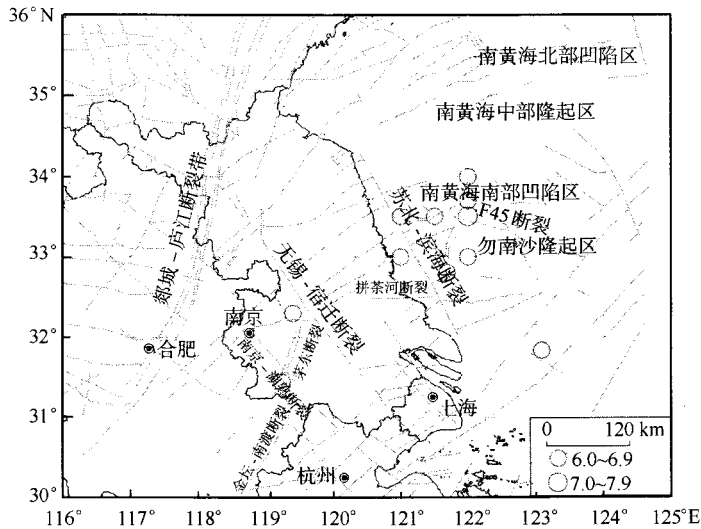 36°N
南黄海北部凹陷区
35°
南黄海中部隆起区
34°
南黄海南部凹陷区
F45断裂
郯城-庐江断裂带
苏北-滨海断裂
33°
勿南沙隆起区
无锡-宿迁断裂
拼茶河断裂
南京
32°
合肥
茅东断裂
31°
上海
金坛-南渡断裂
0 120 km
6.0~6.9
杭州
7.0~7.9
30°
116° 117° 118° 119° 120° 121° 122° 123° 124° 125°E